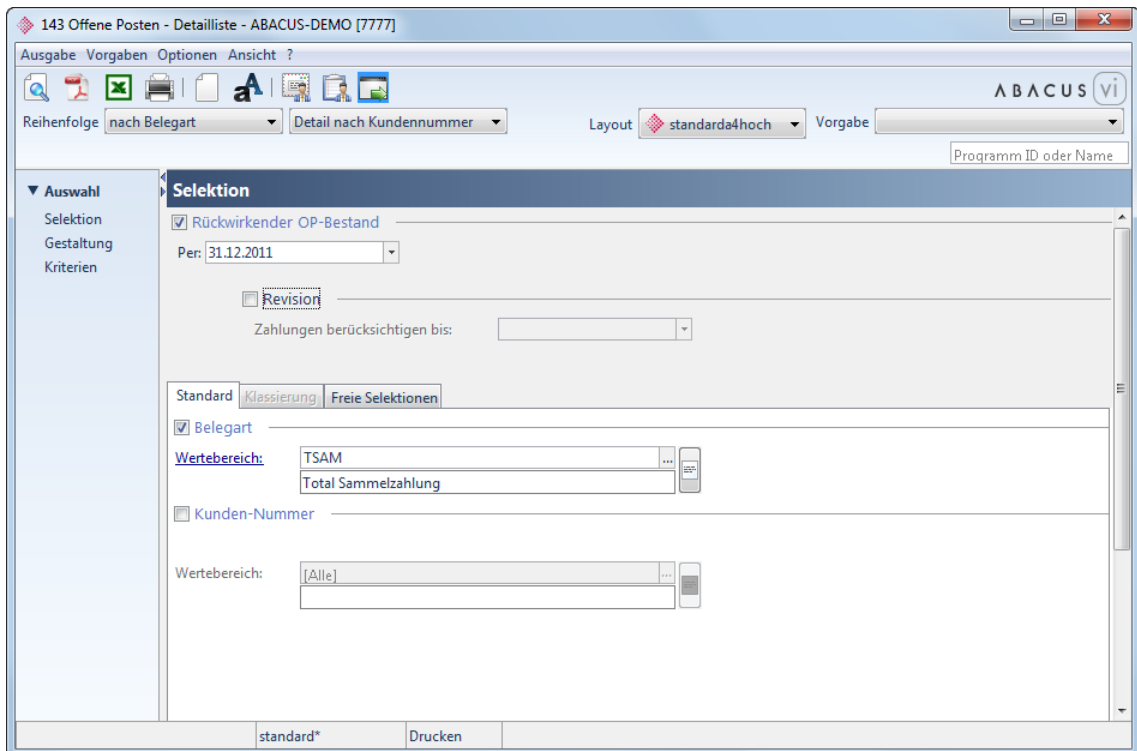 143 Offene Posten - Detailliste - ABACUS-DEMO [7777]
Ausgabe Vorgaben Optionen Ansicht ?
ABACUS vi
Reihenfolge nach Belegart Detail nach Kundennummer Layout standarda4hoch Vorgabe
Programm ID oder Name
Auswahl
Selektion
Gestaltung
Kriterien
Selektion
Rückwirkender OP-Bestand
Per: 31.12.2011
Revision
Zahlungen berücksichtigen bis:
Standard Klassierung Freie Selektionen
Belegart
Wertebereich: TSAM ...
Total Sammelzahlung
Kunden-Nummer
Wertebereich: [Alle] ...
standard* Drucken